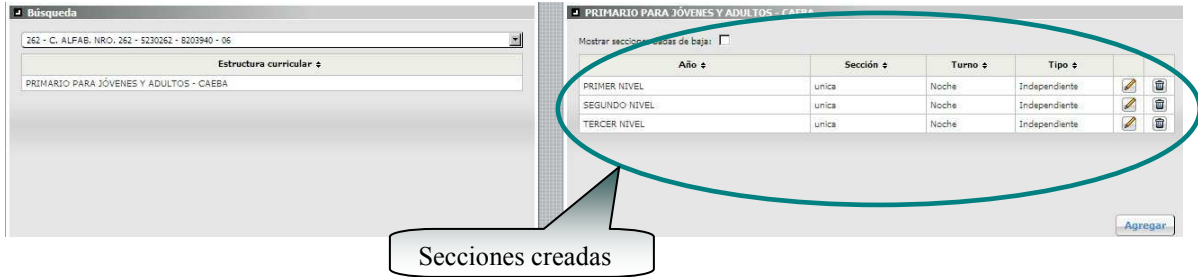 Búsqueda
262 - C. ALFAB. NRO. 262 - 5230262 - 8203940 - 06
Estructura curricular
PRIMARIO PARA JÓVENES Y ADULTOS - CAEBA
PRIMARIO PARA JÓVENES Y ADULTOS - CAEBA
Mostrar secciones dadas de baja:
Año Sección Turno Tipo
PRIMER NIVEL unica Noche Independiente
SEGUNDO NIVEL unica Noche Independiente
TERCER NIVEL unica Noche Independiente
Agregar
Secciones creadas